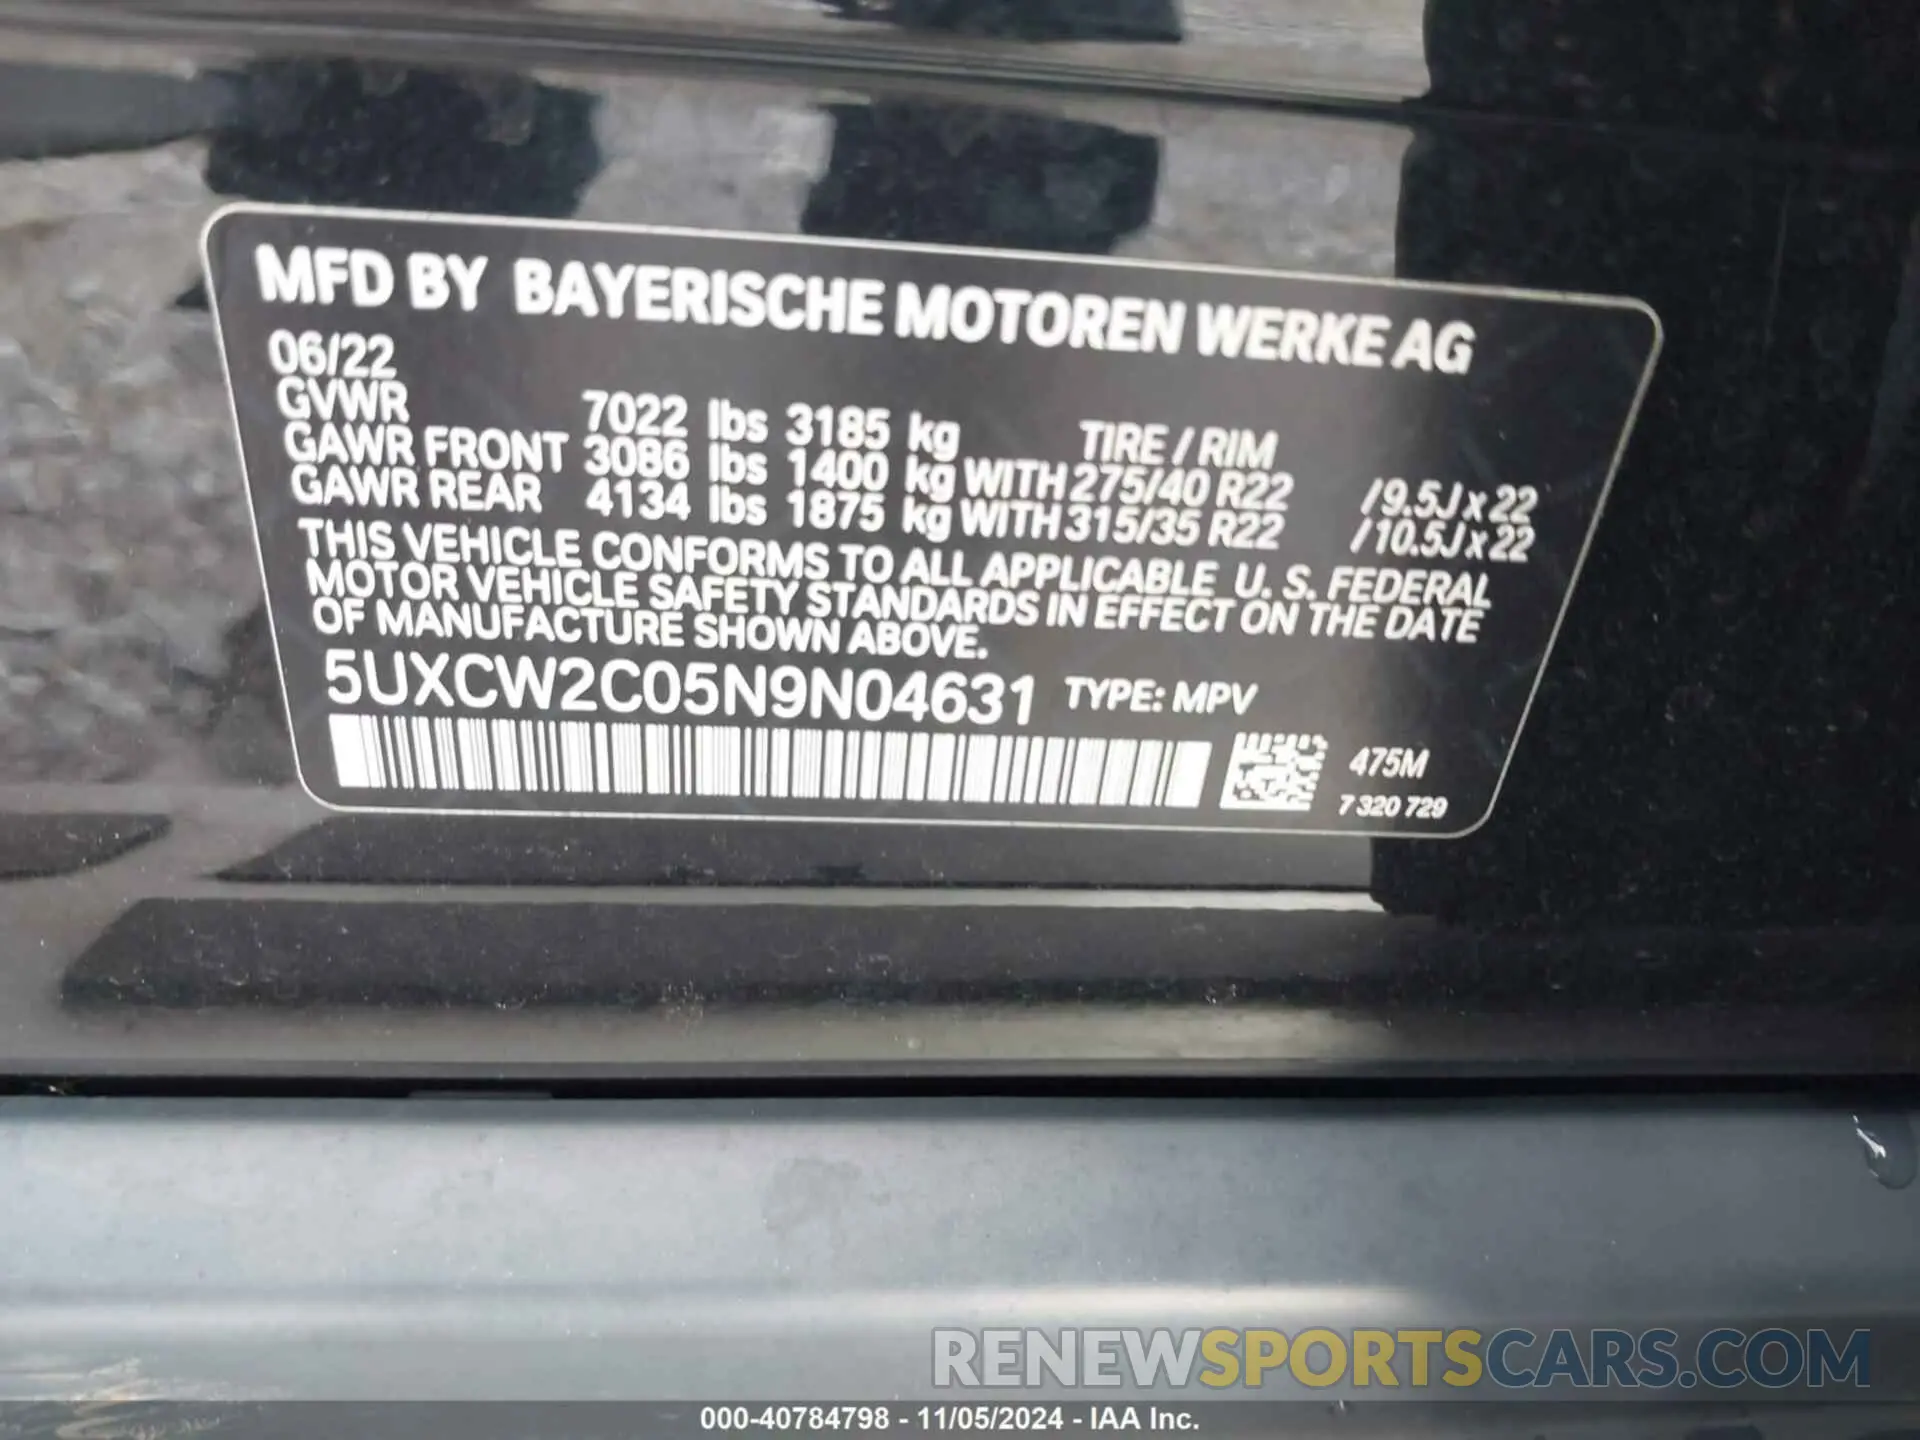 MFD BY BAYERISCHE MOTOREN WERKE AG
06/22
GVWR 7022 lbs 3185 kg TIRE / RIM
GAWR FRONT 3086 lbs 1400 kg WITH 275/40 R22 /9.5J x 22
GAWR REAR 4134 lbs 1875 kg WITH 315/35 R22 /10.5J x 22
THIS VEHICLE CONFORMS TO ALL APPLICABLE U. S. FEDERAL
MOTOR VEHICLE SAFETY STANDARDS IN EFFECT ON THE DATE
OF MANUFACTURE SHOWN ABOVE.
5UXCW2C05N9N04631 TYPE: MPV
475M
7 320 729
RENEWSPORTSCARS.COM
000-40784798 - 11/05/2024 - IAA Inc.